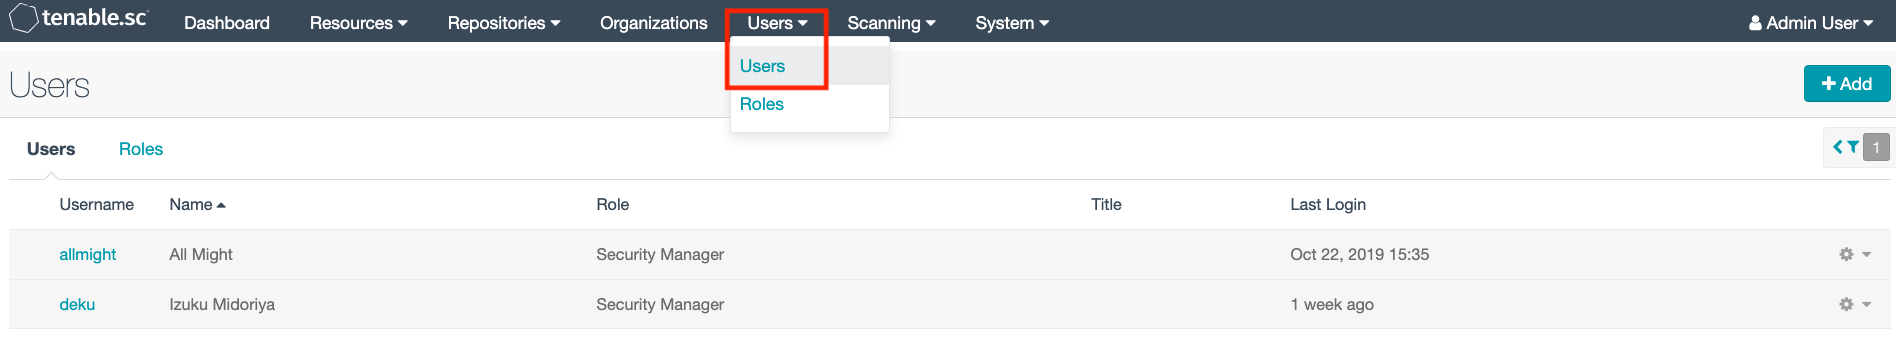 tenable.sc Dashboard Resources Repositories Organizations Users Scanning System Admin User
Users
Roles
Users
+ Add
Users Roles
1
Username Name Role Title Last Login
allmight All Might Security Manager Oct 22, 2019 15:35
deku Izuku Midoriya Security Manager 1 week ago